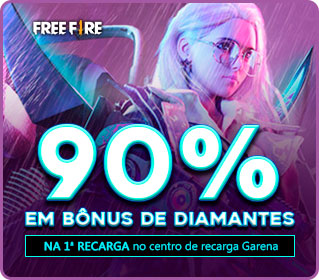 FREE FIRE
90%
EM BÔNUS DE DIAMANTES
NA 1ª RECARGA no centro de recarga Garena